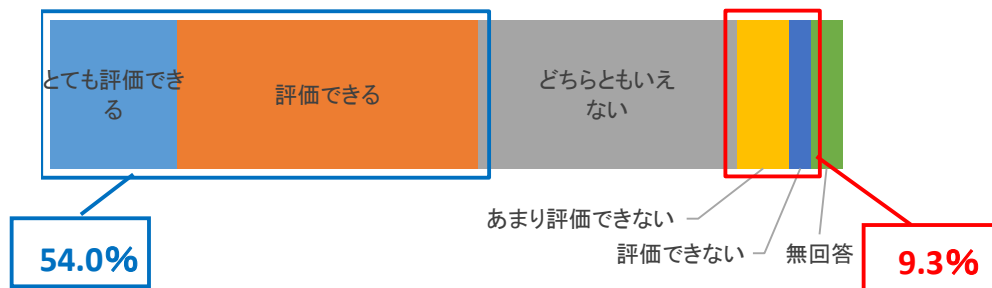 とても評価でき
る
評価できる
どちらともいえ
ない
あまり評価できない
評価できない
無回答
54.0%
9.3%